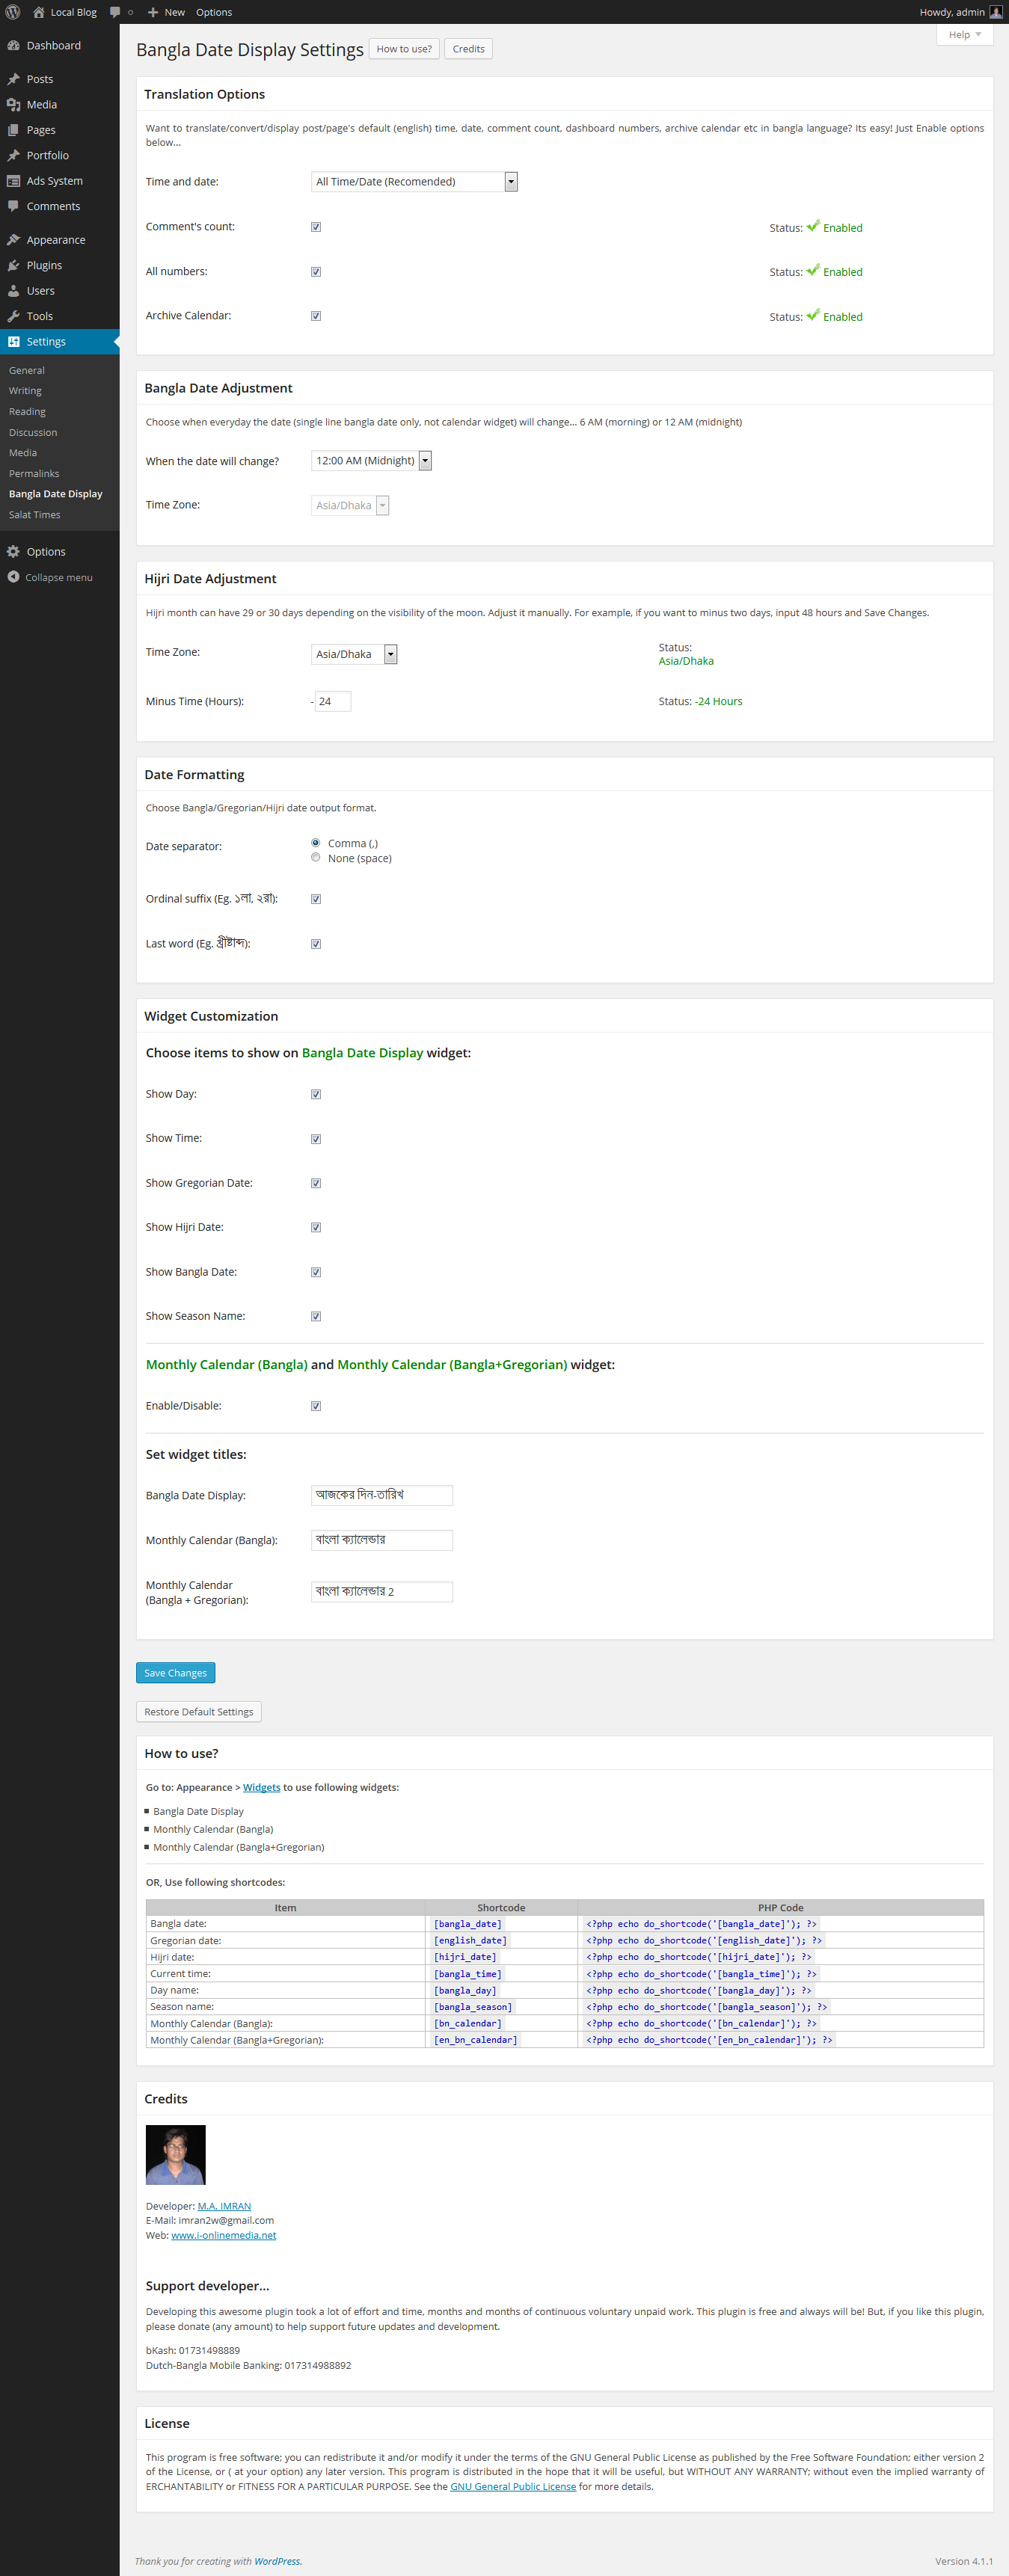 Local Blog 0 New Options Howdy, admin
Dashboard
Posts
Media
Pages
Portfolio
Ads System
Comments
Appearance
Plugins
Users
Tools
Settings
General
Writing
Reading
Discussion
Media
Permalinks
Bangla Date Display
Salat Times
Options
Collapse menu
Help
Bangla Date Display Settings How to use? Credits
Translation Options
Want to translate/convert/display post/page's default (english) time, date, comment count, dashboard numbers, archive calendar etc in bangla language? Its easy! Just Enable options
below...
Time and date: All Time/Date (Recomended)
Comment's count: Status: Enabled
All numbers: Status: Enabled
Archive Calendar: Status: Enabled
Bangla Date Adjustment
Choose when everyday the date (single line bangla date only, not calendar widget) will change... 6 AM (morning) or 12 AM (midnight)
When the date will change? 12:00 AM (Midnight)
Time Zone: Asia/Dhaka
Hijri Date Adjustment
Hijri month can have 29 or 30 days depending on the visibility of the moon. Adjust it manually. For example, if you want to minus two days, input 48 hours and Save Changes.
Time Zone: Asia/Dhaka Status:
Asia/Dhaka
Minus Time (Hours): - 24 Status: -24 Hours
Date Formatting
Choose Bangla/Gregorian/Hijri date output format.
Date separator: Comma (,)
None (space)
Ordinal suffix (Eg. ১লা, ২রা):
Last word (Eg. খ্রীষ্টাব্দ):
Widget Customization
Choose items to show on Bangla Date Display widget:
Show Day:
Show Time:
Show Gregorian Date:
Show Hijri Date:
Show Bangla Date:
Show Season Name:
Monthly Calendar (Bangla) and Monthly Calendar (Bangla+Gregorian) widget:
Enable/Disable:
Set widget titles:
Bangla Date Display: আজকের দিন-তারিখ
Monthly Calendar (Bangla): বাংলা ক্যালেন্ডার
Monthly Calendar
(Bangla + Gregorian): বাংলা ক্যালেন্ডার 2
Save Changes
Restore Default Settings
How to use?
Go to: Appearance > Widgets to use following widgets:
Bangla Date Display
Monthly Calendar (Bangla)
Monthly Calendar (Bangla+Gregorian)
OR, Use following shortcodes:
Item Shortcode PHP Code
Bangla date: [bangla_date] <?php echo do_shortcode('[bangla_date]'); ?>
Gregorian date: [english_date] <?php echo do_shortcode('[english_date]'); ?>
Hijri date: [hijri_date] <?php echo do_shortcode('[hijri_date]'); ?>
Current time: [bangla_time] <?php echo do_shortcode('[bangla_time]'); ?>
Day name: [bangla_day] <?php echo do_shortcode('[bangla_day]'); ?>
Season name: [bangla_season] <?php echo do_shortcode('[bangla_season]'); ?>
Monthly Calendar (Bangla): [bn_calendar] <?php echo do_shortcode('[bn_calendar]'); ?>
Monthly Calendar (Bangla+Gregorian): [en_bn_calendar] <?php echo do_shortcode('[en_bn_calendar]'); ?>
Credits
Developer: M.A. IMRAN
E-Mail: imran2w@gmail.com
Web: www.i-onlinemedia.net
Support developer...
Developing this awesome plugin took a lot of effort and time, months and months of continuous voluntary unpaid work. This plugin is free and always will be! But, if you like this plugin,
please donate (any amount) to help support future updates and development.
bKash: 01731498889
Dutch-Bangla Mobile Banking: 017314988892
License
This program is free software; you can redistribute it and/or modify it under the terms of the GNU General Public License as published by the Free Software Foundation; either version 2
of the License, or ( at your option) any later version. This program is distributed in the hope that it will be useful, but WITHOUT ANY WARRANTY; without even the implied warranty of
ERCHANTABILITY or FITNESS FOR A PARTICULAR PURPOSE. See the GNU General Public License for more details.
Thank you for creating with WordPress. Version 4.1.1